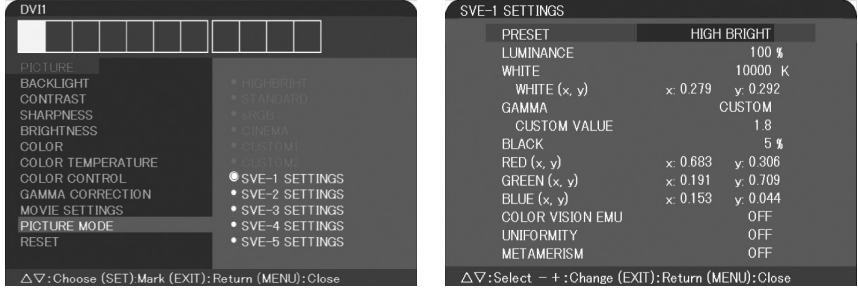 DVI1
PICTURE
BACKLIGHT
CONTRAST
SHARPNESS
BRIGHTNESS
COLOR
COLOR TEMPERATURE
COLOR CONTROL
GAMMA CORRECTION
MOVIE SETTINGS
PICTURE MODE
RESET
• HIGHBRIHT
• STANDARD
• sRGB
• CINEMA
• CUSTOM1
• CUSTOM2
SVE-1 SETTINGS
• SVE-2 SETTINGS
• SVE-3 SETTINGS
• SVE-4 SETTINGS
• SVE-5 SETTINGS
△▽:Choose (SET):Mark (EXIT):Return (MENU):Close
SVE-1 SETTINGS
PRESET HIGH BRIGHT
LUMINANCE 100 %
WHITE 10000 K
WHITE (x, y) x: 0.279 y: 0.292
GAMMA CUSTOM
CUSTOM VALUE 1.8
BLACK 5 %
RED (x, y) x: 0.683 y: 0.306
GREEN (x, y) x: 0.191 y: 0.709
BLUE (x, y) x: 0.153 y: 0.044
COLOR VISION EMU OFF
UNIFORMITY OFF
METAMERISM OFF
△▽:Select －＋:Change (EXIT):Return (MENU):Close